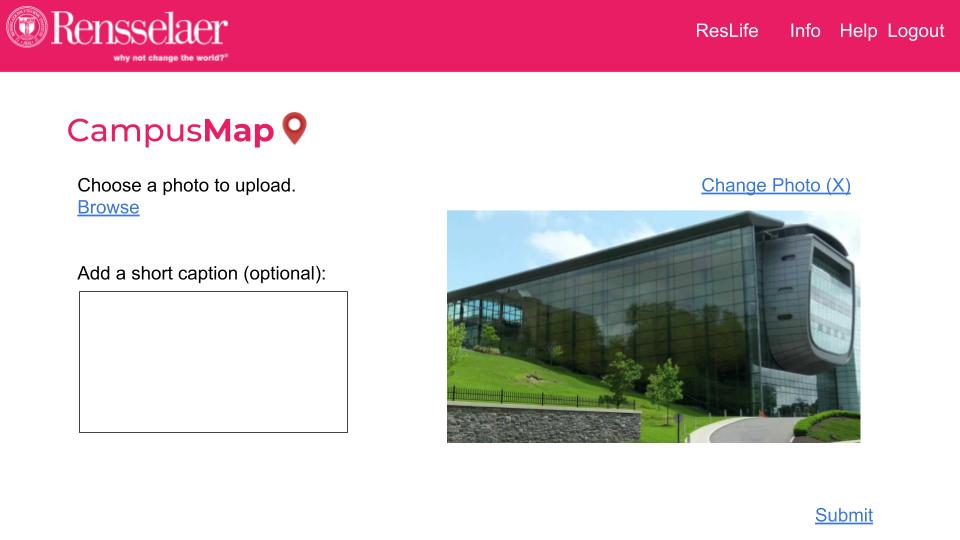 Rensselaer
why not change the world?®
ResLife Info Help Logout
CampusMap
Choose a photo to upload.
Browse
Change Photo (X)
Add a short caption (optional):
Submit